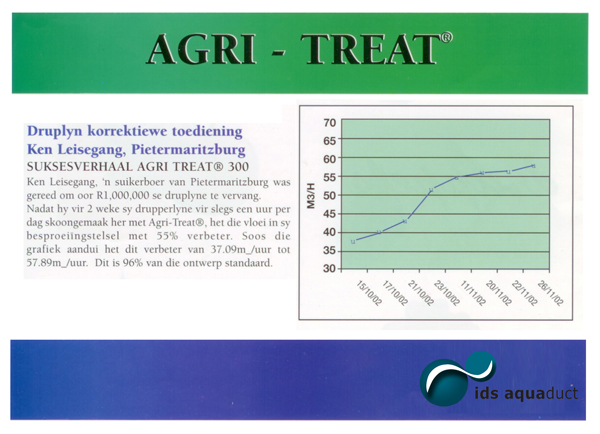 AGRI - TREAT®
Druplyn korrektiewe toediening
Ken Leisegang, Pietermaritzburg
SUKSESVERHAAL AGRI TREAT® 300
Ken Leisegang, 'n suikerboer van Pietermaritzburg was
gereed om oor R1,000,000 se druplyne te vervang.
Nadat hy vir 2 weke sy drupperlyne vir slegs een uur per
dag skoongemaak her met Agri-Treat®, het die vloei in sy
besproeiingstelsel met 55% verbeter. Soos die
grafiek aandui het dit verbeter van 37.09m_/uur tot
57.89m_/uur. Dit is 96% van die ontwerp standaard.
70
65
60
55
50
45
40
35
30
M3/H
15/10/02
17/10/02
21/10/02
23/10/02
11/11/02
20/11/02
22/11/02
26/11/02
ids aquaduct